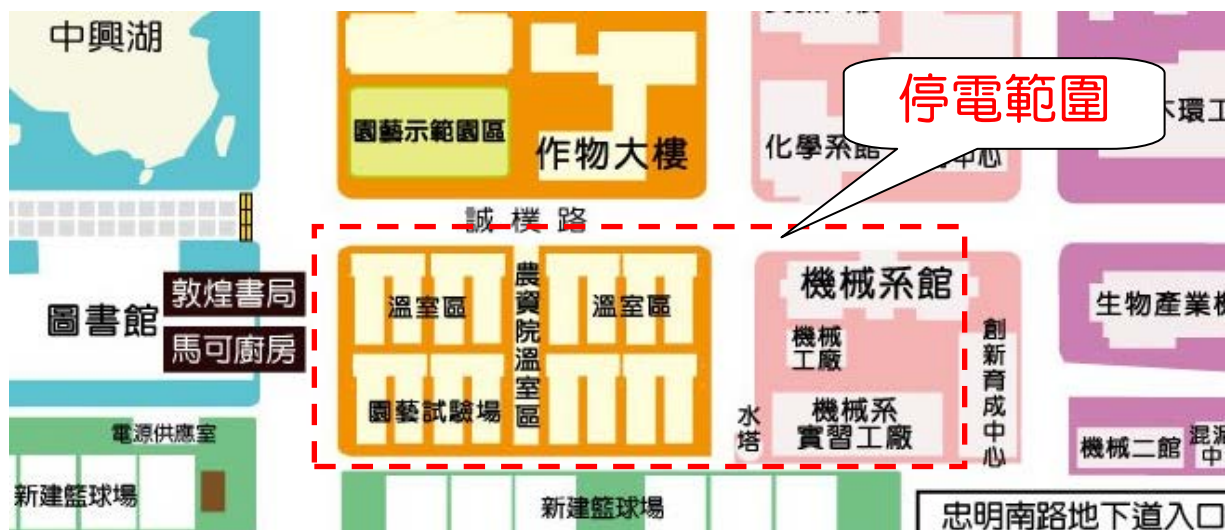 中興湖
停電範圍
園藝示範園區
作物大樓
化學系館
中心
木環工
誠樸路
敦煌書局
圖書館
馬可廚房
溫室區
農資院溫室區
溫室區
園藝試驗場
機械系館
機械
工廠
水塔
機械系
實習工廠
創新育成中心
生物產業機
電源供應室
新建籃球場
新建籃球場
機械二館
混凝
中
忠明南路地下道入口